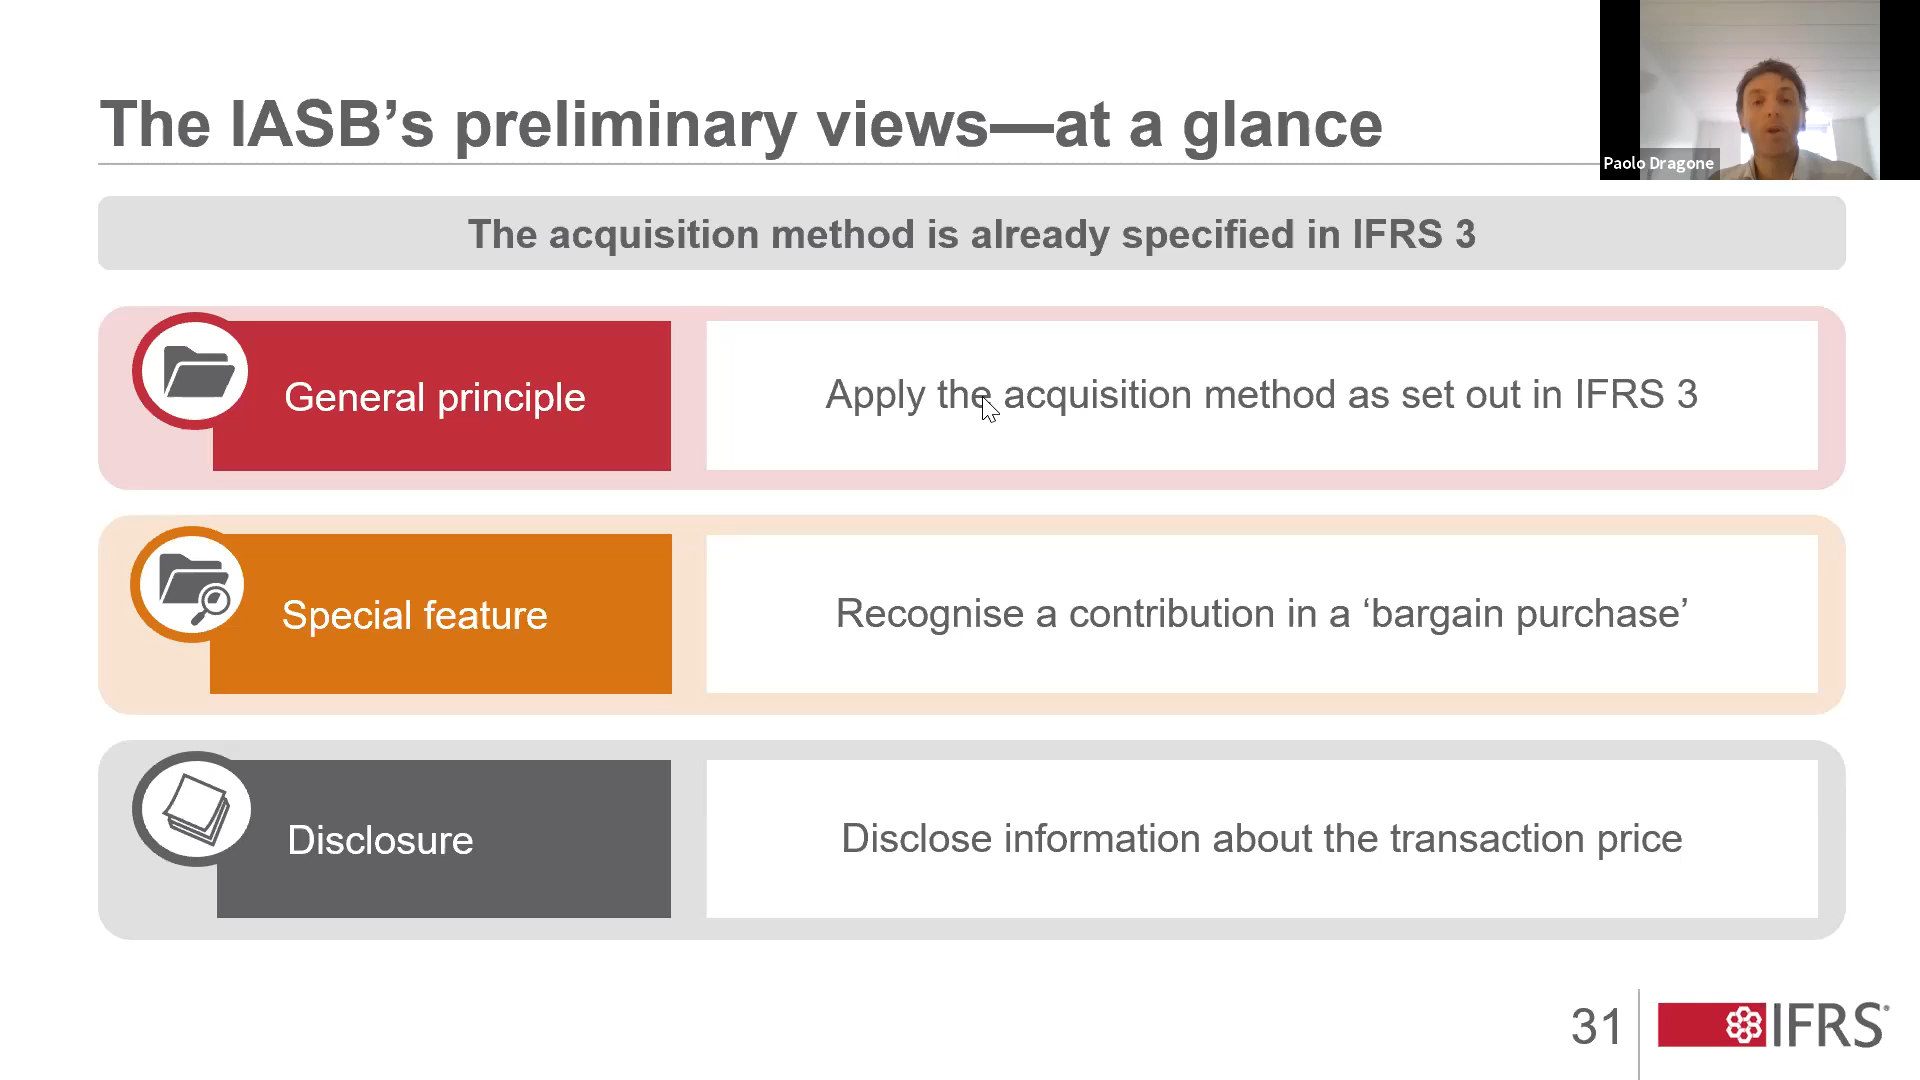 The IASB’s preliminary views—at a glance
Paolo Dragone
The acquisition method is already specified in IFRS 3
General principle
Apply the acquisition method as set out in IFRS 3
Special feature
Recognise a contribution in a ‘bargain purchase’
Disclosure
Disclose information about the transaction price
31
IFRS®